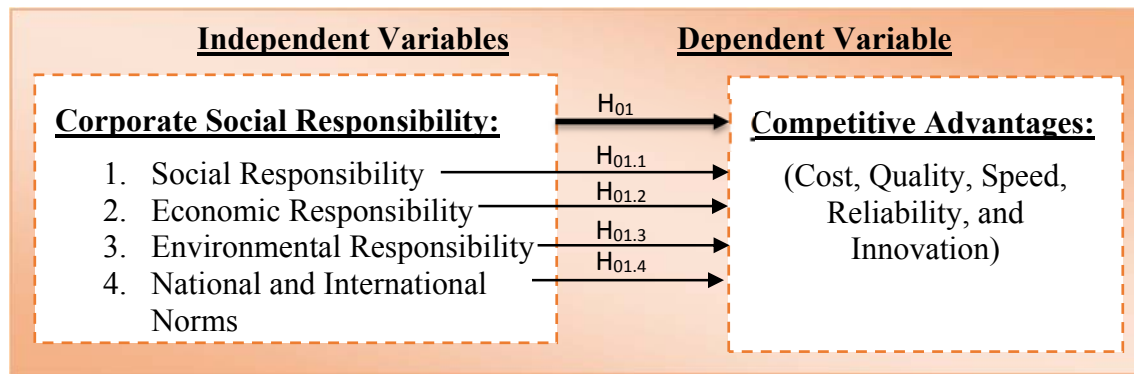 Independent Variables
Dependent Variable
Corporate Social Responsibility:
1. Social Responsibility
2. Economic Responsibility
3. Environmental Responsibility
4. National and International
Norms
H01
H01.1
H01.2
H01.3
H01.4
Competitive Advantages:
(Cost, Quality, Speed,
Reliability, and
Innovation)